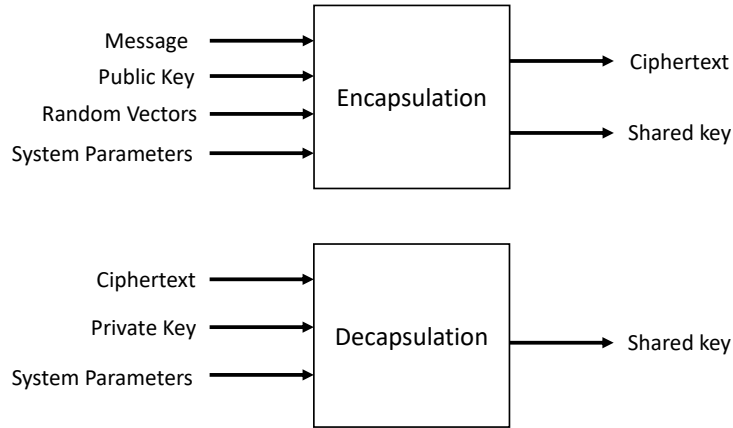 Message
Public Key
Random Vectors
System Parameters
Encapsulation
Ciphertext
Shared key
Ciphertext
Private Key
System Parameters
Decapsulation
Shared key